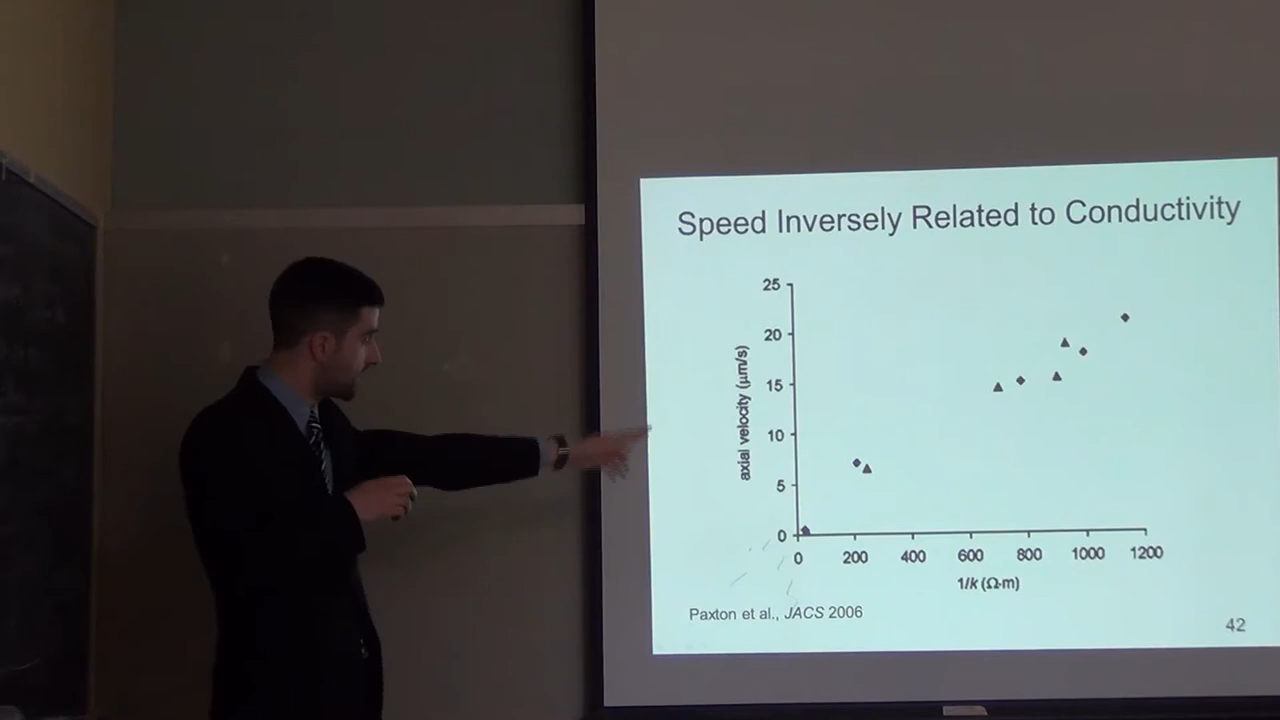 Speed Inversely Related to Conductivity
25
20
15
10
5
0
axial velocity (μm/s)
0 200 400 600 800 1000 1200
1/k (Ω·m)
Paxton et al., JACS 2006
42